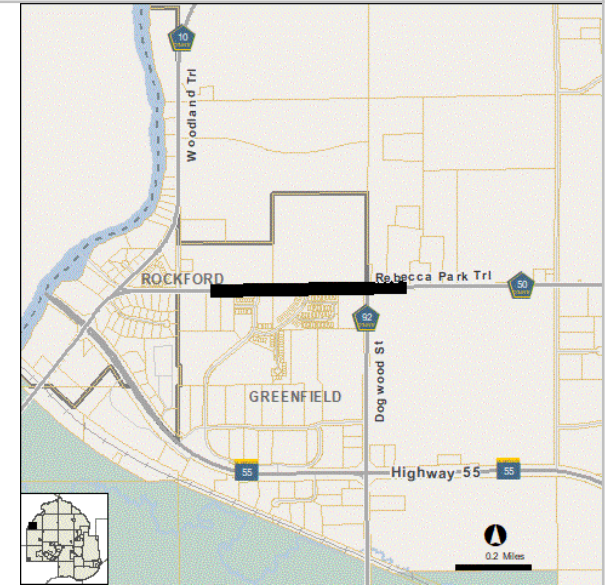 10
Woodland Trl
ROCKFORD
Rebecca Park Trl
50
92
Dogwood St
GREENFIELD
55
Highway 55
55
0.2 Miles